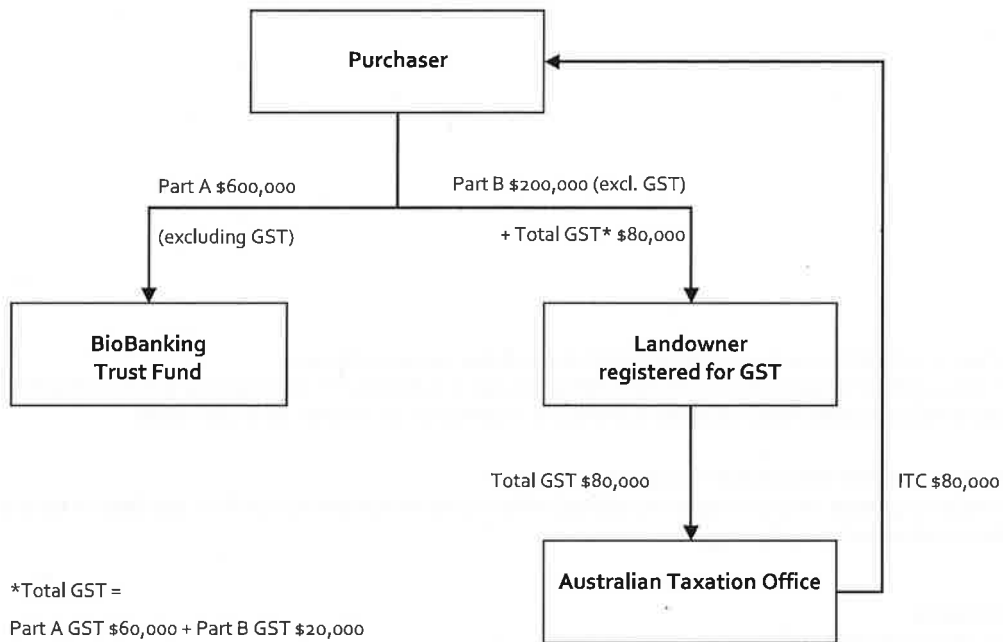 Purchaser
Part A $600,000
Part B $200,000 (excl. GST)
(excluding GST)
+ Total GST* $80,000
BioBanking
Trust Fund
Landowner
registered for GST
Total GST $80,000
ITC $80,000
Australian Taxation Office
*Total GST =
Part A GST $60,000 + Part B GST $20,000